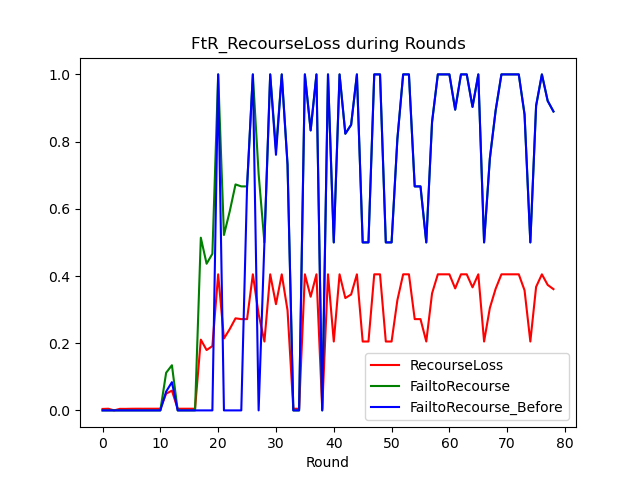 FtR_RecourseLoss during Rounds
1.0
0.8
0.6
0.4
0.2
0.0
RecourseLoss
FailtoRecourse
FailtoRecourse_Before
0 10 20 30 40 50 60 70 80
Round